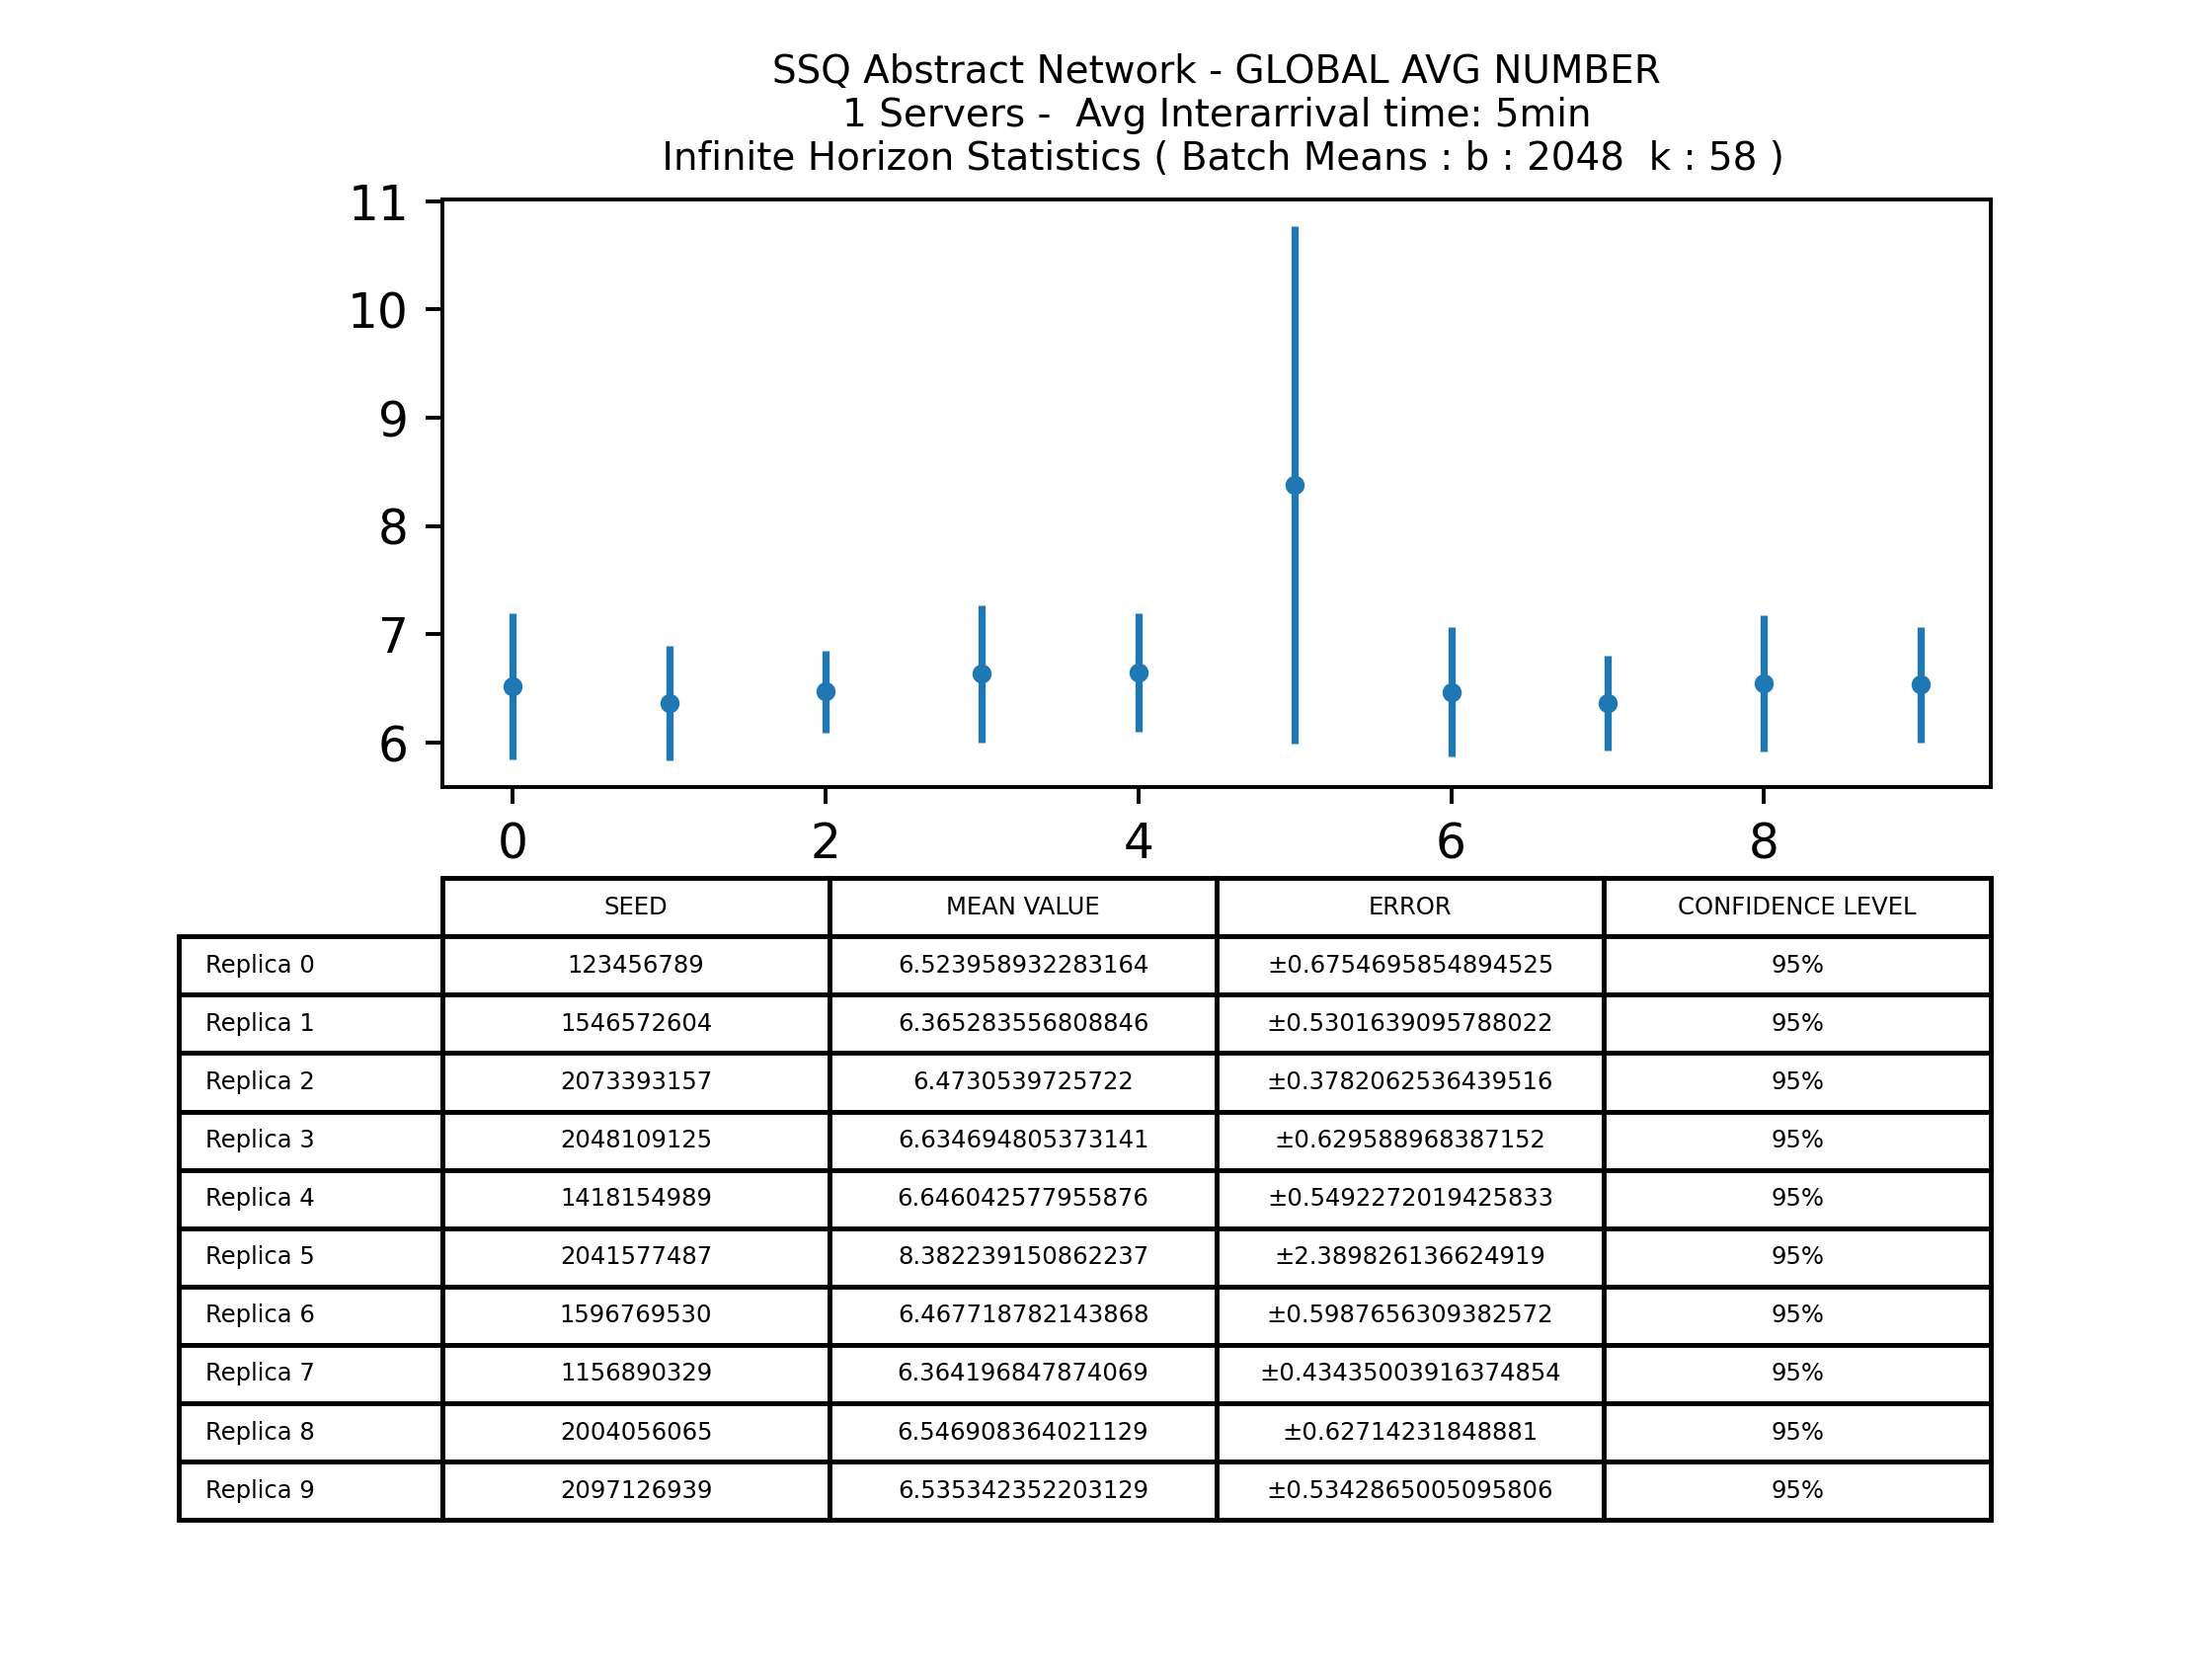 SSQ Abstract Network - GLOBAL AVG NUMBER
1 Servers -  Avg Interarrival time: 5min
Infinite Horizon Statistics ( Batch Means : b : 2048  k : 58 )
11
10
9
8
7
6
0 2 4 6 8
SEED MEAN VALUE ERROR CONFIDENCE LEVEL
Replica 0 123456789 6.523958932283164 ±0.6754695854894525 95%
Replica 1 1546572604 6.365283556808846 ±0.5301639095788022 95%
Replica 2 2073393157 6.4730539725722 ±0.3782062536439516 95%
Replica 3 2048109125 6.634694805373141 ±0.629588968387152 95%
Replica 4 1418154989 6.646042577955876 ±0.5492272019425833 95%
Replica 5 2041577487 8.382239150862237 ±2.389826136624919 95%
Replica 6 1596769530 6.467718782143868 ±0.5987656309382572 95%
Replica 7 1156890329 6.364196847874069 ±0.43435003916374854 95%
Replica 8 2004056065 6.546908364021129 ±0.62714231848881 95%
Replica 9 2097126939 6.535342352203129 ±0.5342865005095806 95%